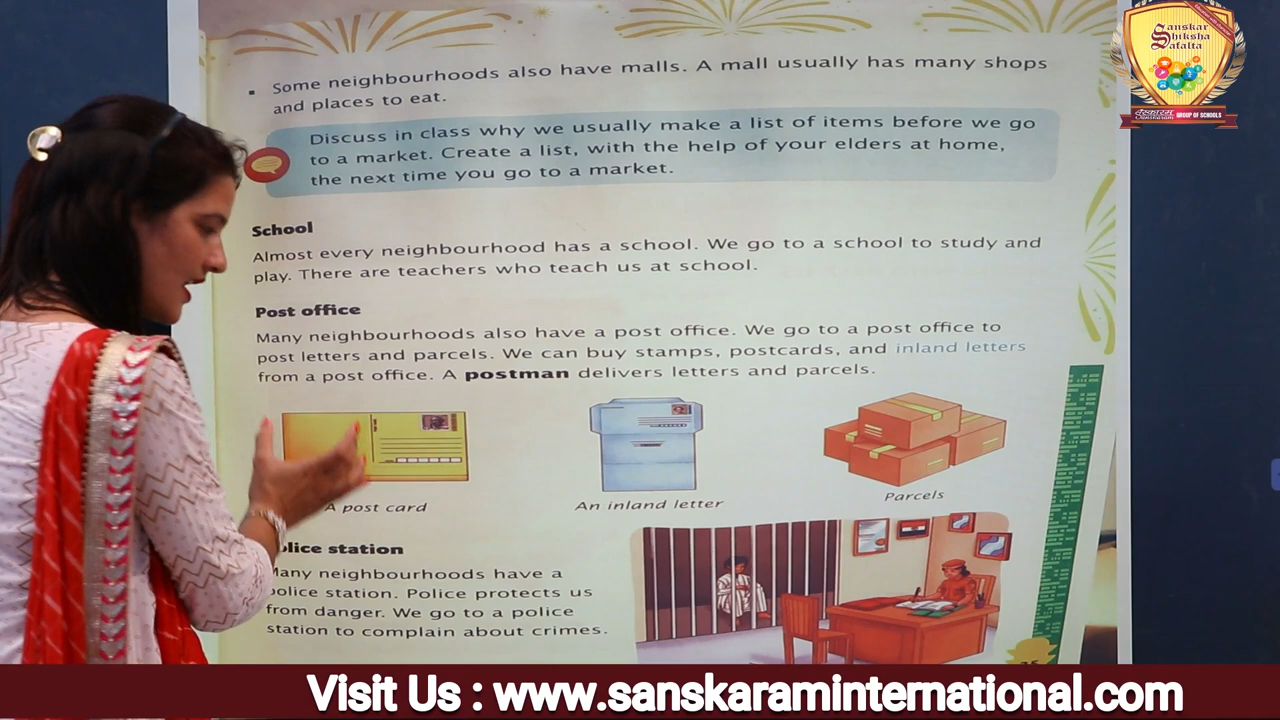 Some neighbourhoods also have malls. A mall usually has many shops
and places to eat.
Discuss in class why we usually make a list of items before we go
to a market. Create a list, with the help of your elders at home,
the next time you go to a market.
School
Almost every neighbourhood has a school. We go to a school to study and
play. There are teachers who teach us at school.
Post office
Many neighbourhoods also have a post office. We go to a post office to
post letters and parcels. We can buy stamps, postcards, and inland letters
from a post office. A postman delivers letters and parcels.
A post card
An inland letter
Parcels
olice station
Many neighbourhoods have a
police station. Police protects us
from danger. We go to a police
station to complain about crimes.
Sanskar
Shiksha
Safalta
संस्कारम्
Sanskaram
GROUP OF SCHOOLS
Visit Us : www.sanskaraminternational.com